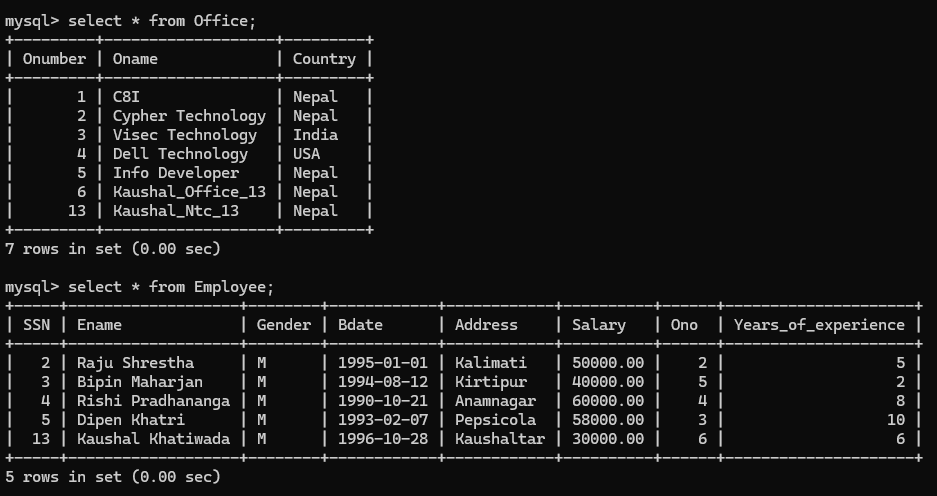 mysql> select * from Office;
+---------+-------------------+---------+
| Onumber | Oname             | Country |
+---------+-------------------+---------+
|       1 | C8I               | Nepal   |
|       2 | Cypher Technology | Nepal   |
|       3 | Visec Technology  | India   |
|       4 | Dell Technology   | USA     |
|       5 | Info Developer    | Nepal   |
|       6 | Kaushal_Office_13 | Nepal   |
|      13 | Kaushal_Ntc_13    | Nepal   |
+---------+-------------------+---------+
7 rows in set (0.00 sec)
mysql> select * from Employee;
+-----+------------------+--------+------------+------------+----------+------+---------------------+
| SSN | Ename            | Gender | Bdate      | Address    | Salary   | Ono  | Years_of_experience |
+-----+------------------+--------+------------+------------+----------+------+---------------------+
|   2 | Raju Shrestha    | M      | 1995-01-01 | Kalimati   | 50000.00 |    2 |                   5 |
|   3 | Bipin Maharjan   | M      | 1994-08-12 | Kirtipur   | 40000.00 |    5 |                   2 |
|   4 | Rishi Pradhananga | M      | 1990-10-21 | Anamnagar  | 60000.00 |    4 |                   8 |
|   5 | Dipen Khatri     | M      | 1993-02-07 | Pepsicola  | 58000.00 |    3 |                  10 |
|  13 | Kaushal Khatiwada | M      | 1996-10-28 | Kaushaltar | 30000.00 |    6 |                   6 |
+-----+------------------+--------+------------+------------+----------+------+---------------------+
5 rows in set (0.00 sec)